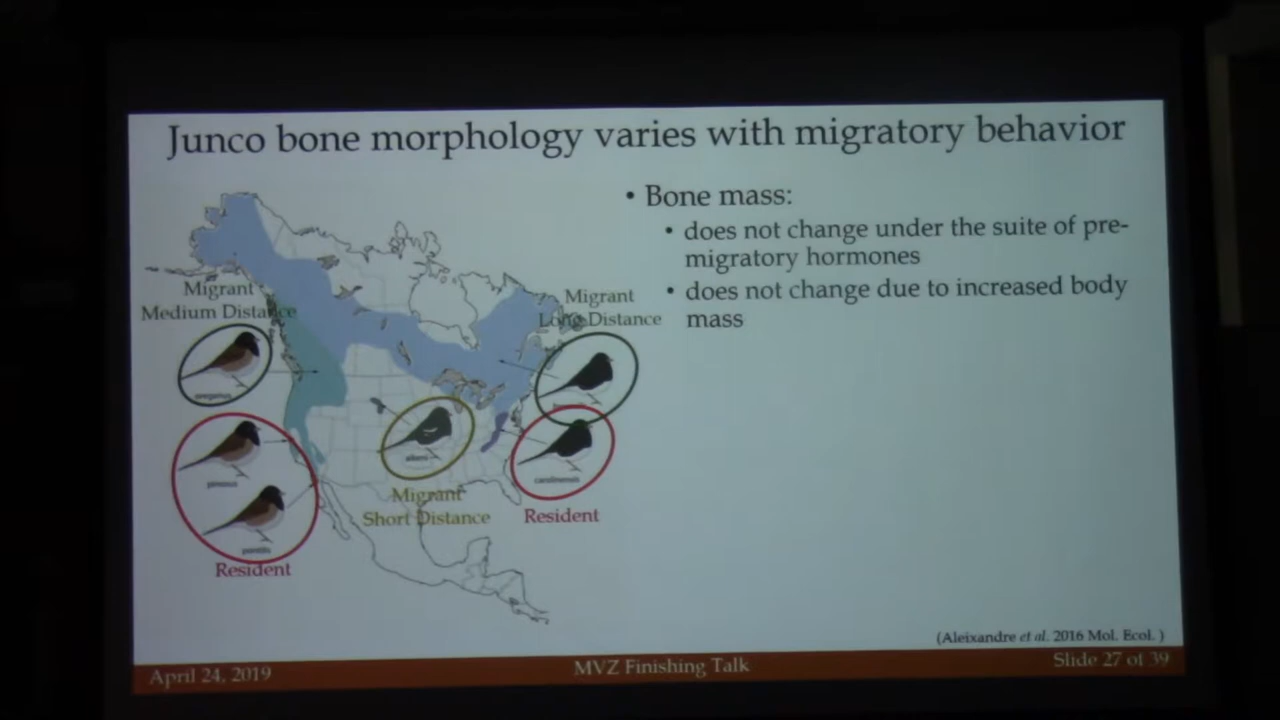 Junco bone morphology varies with migratory behavior
• Bone mass:
• does not change under the suite of pre-
migratory hormones
• does not change due to increased body
mass
Migrant
Medium Distance
Migrant
Long Distance
carolinensis
Migrant
Short Distance
Resident
Resident
(Aleixandre et al. 2016 Mol. Ecol. )
April 24, 2019
MVZ Finishing Talk
Slide 27 of 39